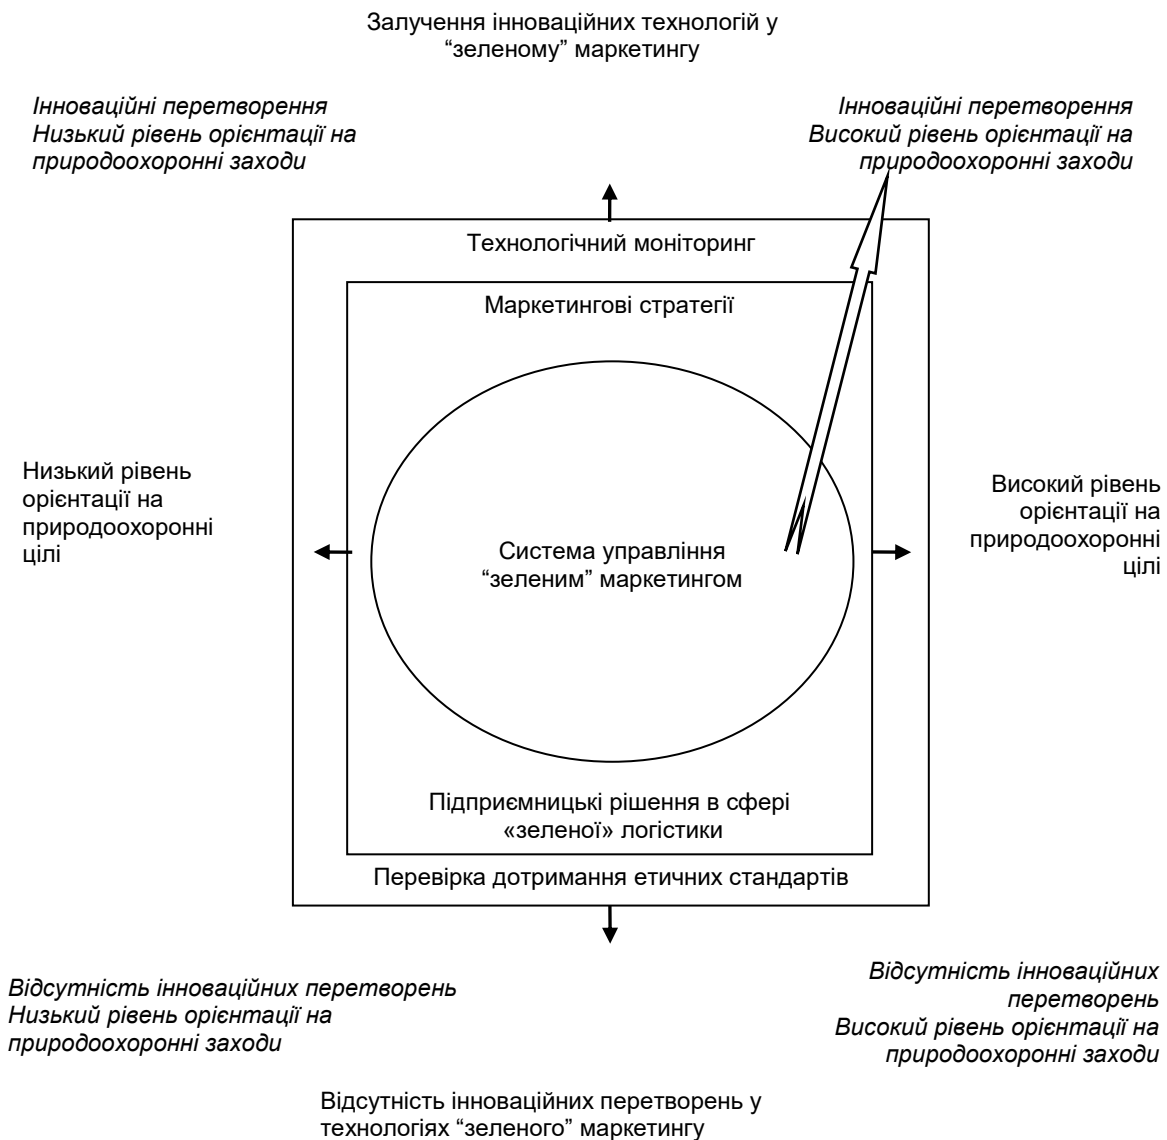 Залучення інноваційних технологій у
“зеленому” маркетингу
Інноваційні перетворення
Низький рівень орієнтації на
природоохоронні заходи
Інноваційні перетворення
Високий рівень орієнтації на
природоохоронні заходи
Технологічний моніторинг
Маркетингові стратегії
Низький рівень
орієнтації на
природоохоронні
цілі
Система управління
“зеленим” маркетингом
Високий рівень
орієнтації на
природоохоронні
цілі
Підприємницькі рішення в сфері
«зеленої» логістики
Перевірка дотримання етичних стандартів
Відсутність інноваційних перетворень
Низький рівень орієнтації на
природоохоронні заходи
Відсутність інноваційних
перетворень
Високий рівень орієнтації на
природоохоронні заходи
Відсутність інноваційних перетворень у
технологіях “зеленого” маркетингу